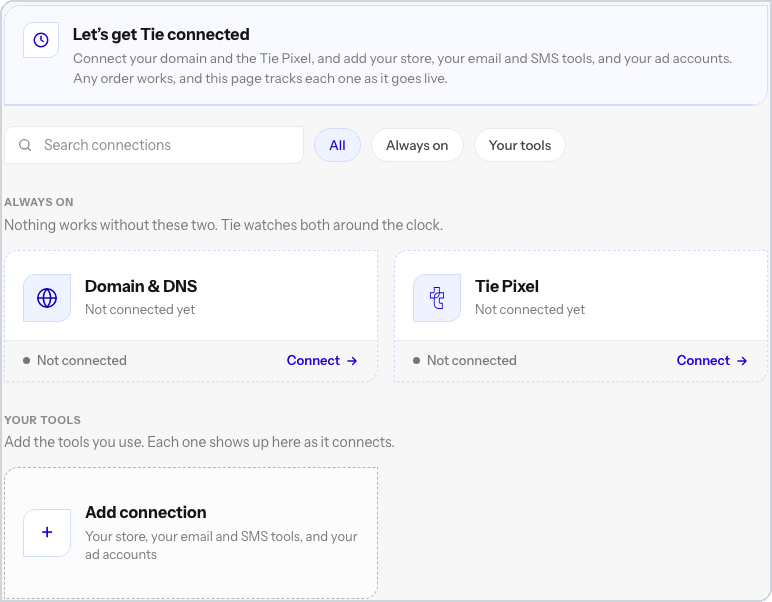 Let's get Tie connected
Connect your domain and the Tie Pixel, and add your store, your email and SMS tools, and your ad accounts.
Any order works, and this page tracks each one as it goes live.
Search connections
All
Always on
Your tools
ALWAYS ON
Nothing works without these two. Tie watches both around the clock.
Domain & DNS
Not connected yet
Not connected
Connect →
Tie Pixel
Not connected yet
Not connected
Connect →
YOUR TOOLS
Add the tools you use. Each one shows up here as it connects.
Add connection
Your store, your email and SMS tools, and your
ad accounts